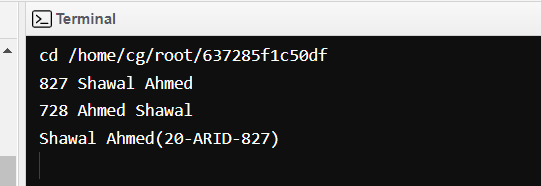 Terminal
cd /home/cg/root/637285f1c50df
827 Shawal Ahmed
728 Ahmed Shawal
Shawal Ahmed(20-ARID-827)